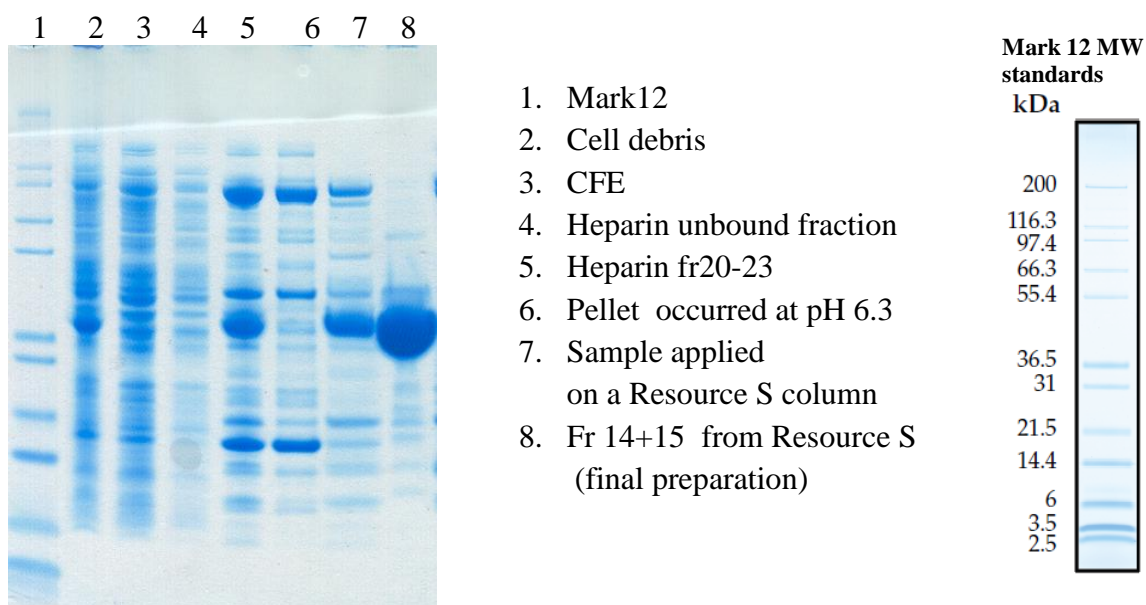 1 2 3 4 5 6 7 8
1. Mark12
2. Cell debris
3. CFE
4. Heparin unbound fraction
5. Heparin fr20-23
6. Pellet occurred at pH 6.3
7. Sample applied
on a Resource S column
8. Fr 14+15 from Resource S
(final preparation)
Mark 12 MW
standards
kDa
200
116.3
97.4
66.3
55.4
36.5
31
21.5
14.4
6
3.5
2.5